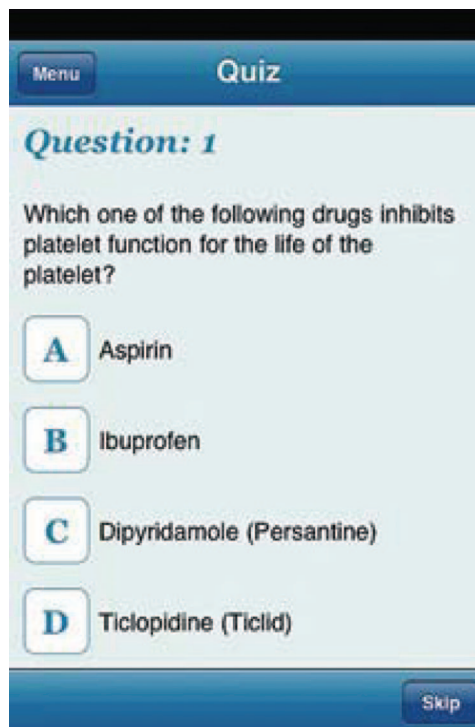 Menu
Quiz
Question: 1
Which one of the following drugs inhibits
platelet function for the life of the
platelet?
A Aspirin
B Ibuprofen
C Dipyridamole (Persantine)
D Ticlopidine (Ticlid)
Skip